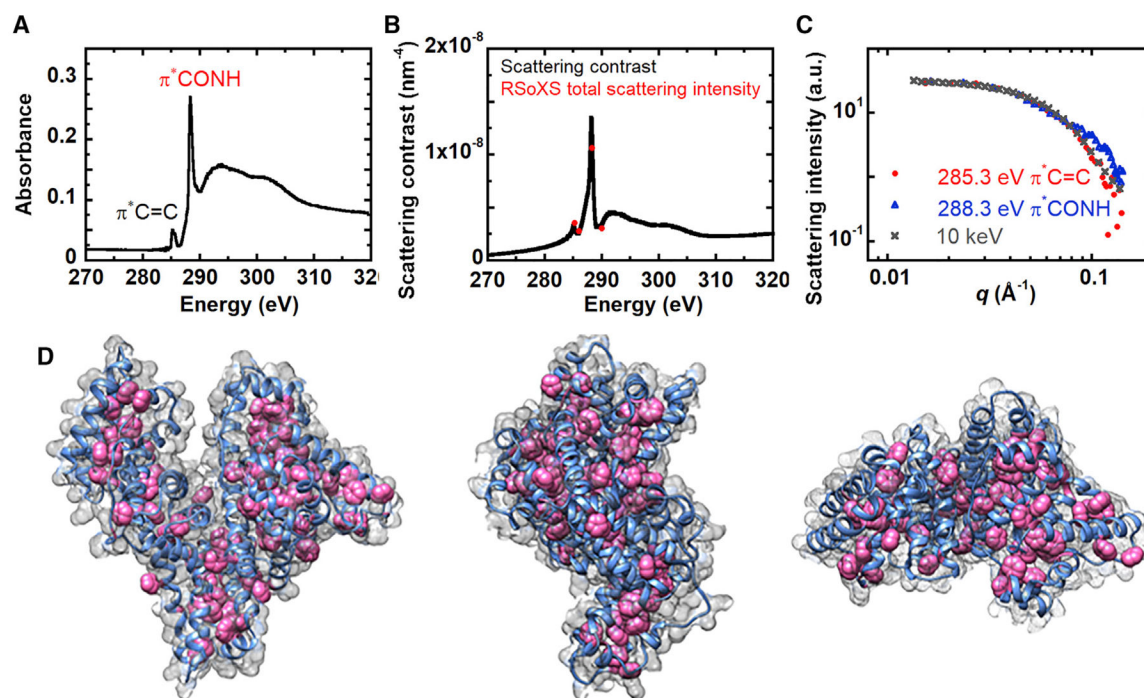 A
Absorbance
0.3
0.2
0.1
0
π*CONH
π*C=C
270 280 290 300 310 320
Energy (eV)
B
Scattering contrast (nm⁻⁴)
2x10⁻⁸
1x10⁻⁸
0
Scattering contrast
RSoXS total scattering intensity
270 280 290 300 310 320
Energy (eV)
C
Scattering intensity (a.u.)
10¹
10⁰
10⁻¹
285.3 eV π*C=C
288.3 eV π*CONH
10 keV
0.01 0.1
q (Å⁻¹)
D